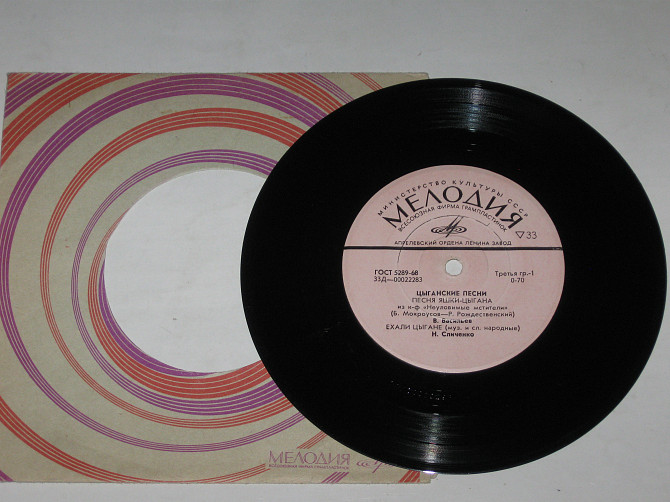 МИНИСТЕРСТВО КУЛЬТУРЫ СССР
МЕЛОДИЯ
ВСЕСОЮЗНАЯ ФИРМА ГРАМПЛАСТИНОК
▽33
АПРЕЛЕВСКИЙ ОРДЕНА ЛЕНИНА ЗАВОД
ГОСТ 5289-68
Третья гр.-1
33Д—00022283
0-70
ЦЫГАНСКИЕ ПЕСНИ
ПЕСНЯ ЯШКИ-ЦЫГАНА
из к-ф «Неуловимые мстители»
(Б. Мокроусов—Р. Рождественский)
В. Васильев
ЕХАЛИ ЦЫГАНЕ (муз. и сл. народные)
Н. Сличенко
МЕЛОДИЯ